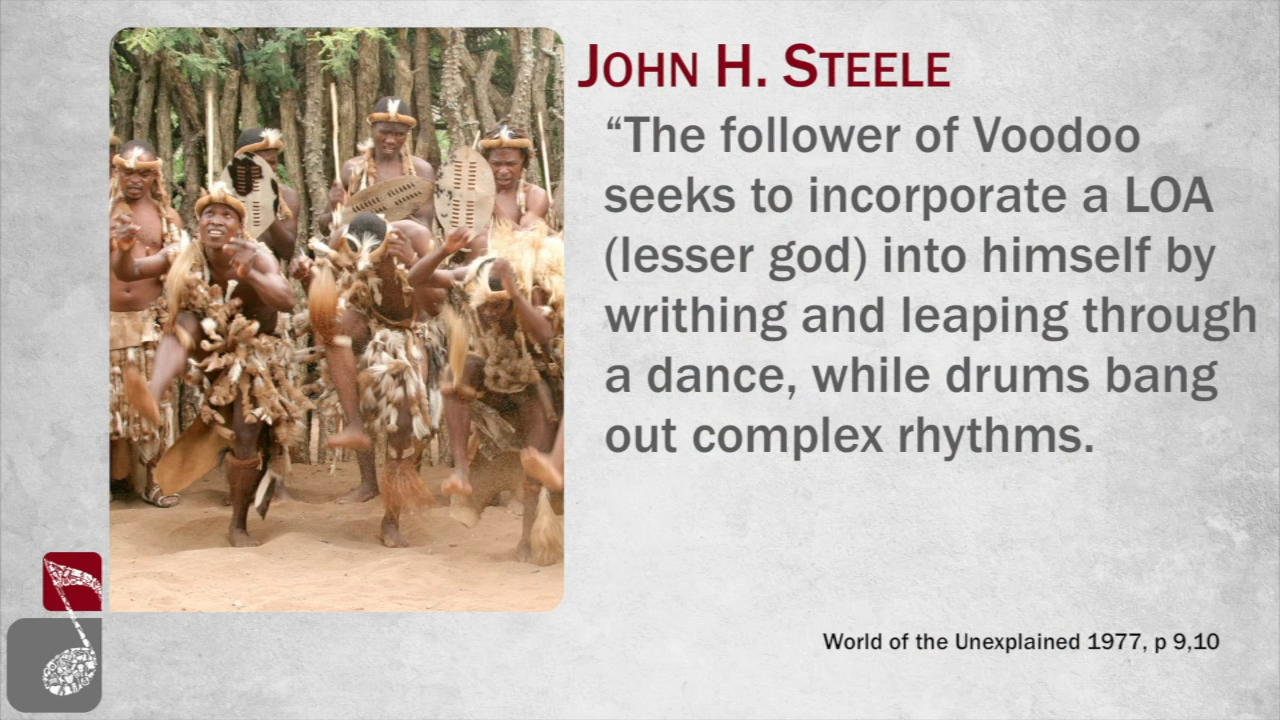 JOHN H. STEELE
“The follower of Voodoo
seeks to incorporate a LOA
(lesser god) into himself by
writhing and leaping through
a dance, while drums bang
out complex rhythms.
World of the Unexplained 1977, p 9,10